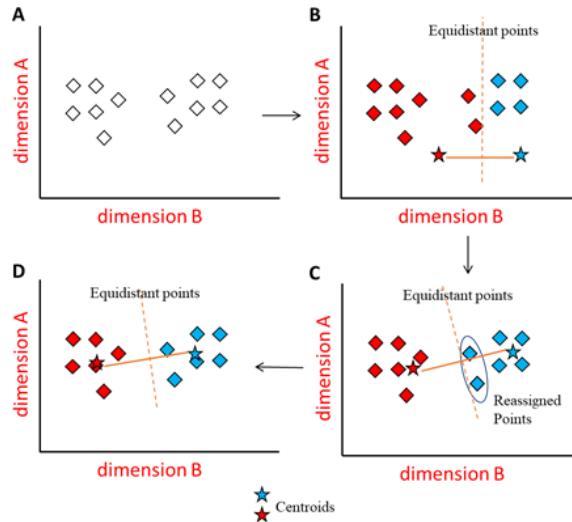 A
dimension A
dimension B
B
Equidistant points
dimension A
dimension B
D
Equidistant points
dimension A
dimension B
C
Equidistant points
dimension A
Reassigned
Points
dimension B
Centroids